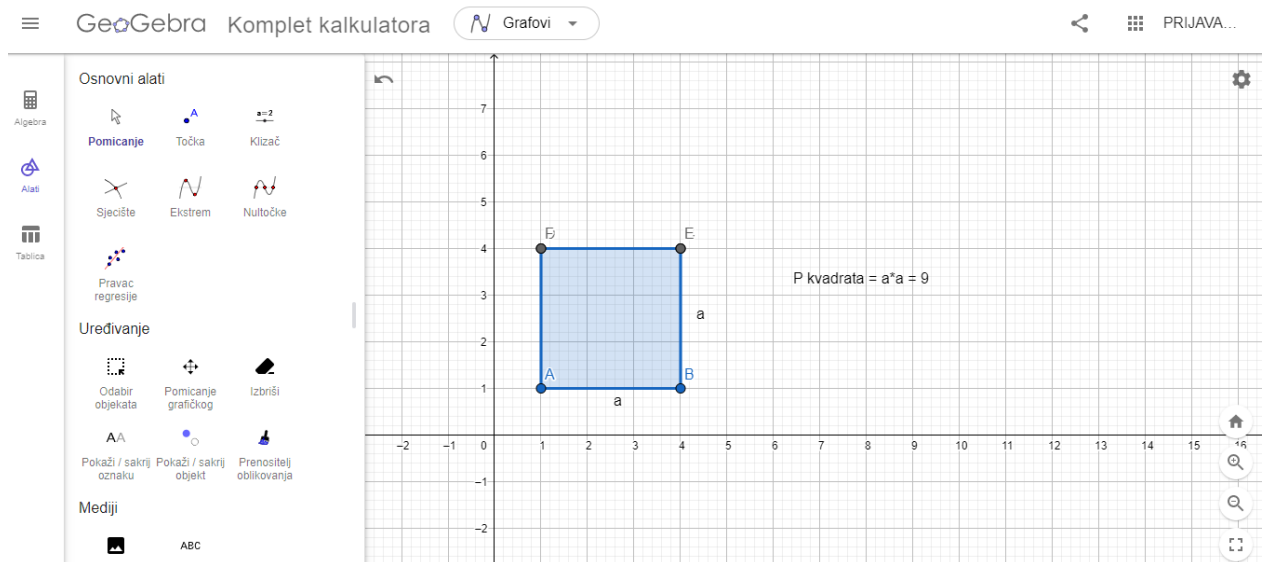 GeoGebra Komplet kalkulatora Grafovi PRIJAVA...
Algebra
Alati
Tablica
Osnovni alati
Pomicanje
A
Točka
a=2
Klizač
Sjecište
Ekstrem
Nultočke
Pravac
regresije
Uređivanje
Odabir
objekata
Pomicanje
grafičkog
Izbriši
AA
Pokaži / sakrij
oznaku
Pokaži / sakrij
objekt
Prenositelj
oblikovanja
Mediji
ABC
7
6
5
4
3
2
1
–1
–2
–2 –1 0 1 2 3 4 5 6 7 8 9 10 11 12 13 14 15 16
E
P kvadrata = a*a = 9
a
A
B
a